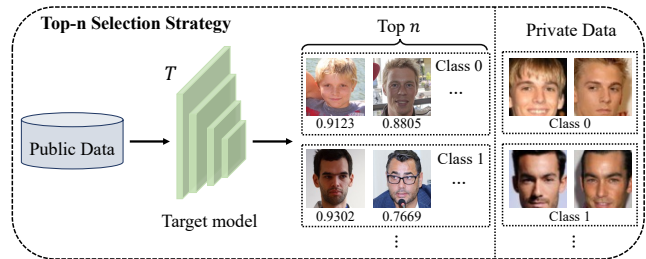 Top-n Selection Strategy
Top n
Private Data
T
Class 0
...
0.9123
0.8805
Class 0
Public Data
Class 1
...
Target model
0.9302
0.7669
Class 1
⋮
⋮